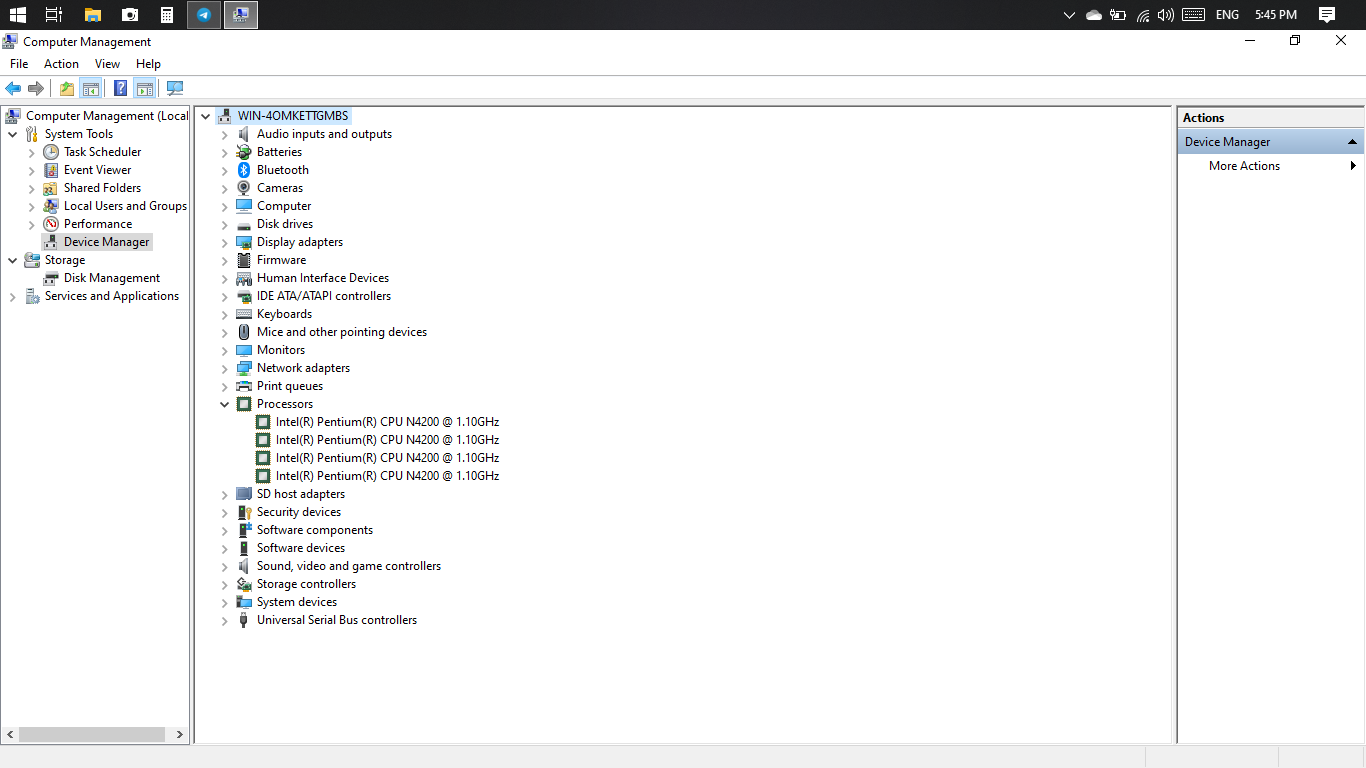 ENG
5:45 PM
Computer Management
File Action View Help
Computer Management (Local
System Tools
Task Scheduler
Event Viewer
Shared Folders
Local Users and Groups
Performance
Device Manager
Storage
Disk Management
Services and Applications
WIN-4OMKETTGMBS
Audio inputs and outputs
Batteries
Bluetooth
Cameras
Computer
Disk drives
Display adapters
Firmware
Human Interface Devices
IDE ATA/ATAPI controllers
Keyboards
Mice and other pointing devices
Monitors
Network adapters
Print queues
Processors
Intel(R) Pentium(R) CPU N4200 @ 1.10GHz
Intel(R) Pentium(R) CPU N4200 @ 1.10GHz
Intel(R) Pentium(R) CPU N4200 @ 1.10GHz
Intel(R) Pentium(R) CPU N4200 @ 1.10GHz
SD host adapters
Security devices
Software components
Software devices
Sound, video and game controllers
Storage controllers
System devices
Universal Serial Bus controllers
Actions
Device Manager
More Actions